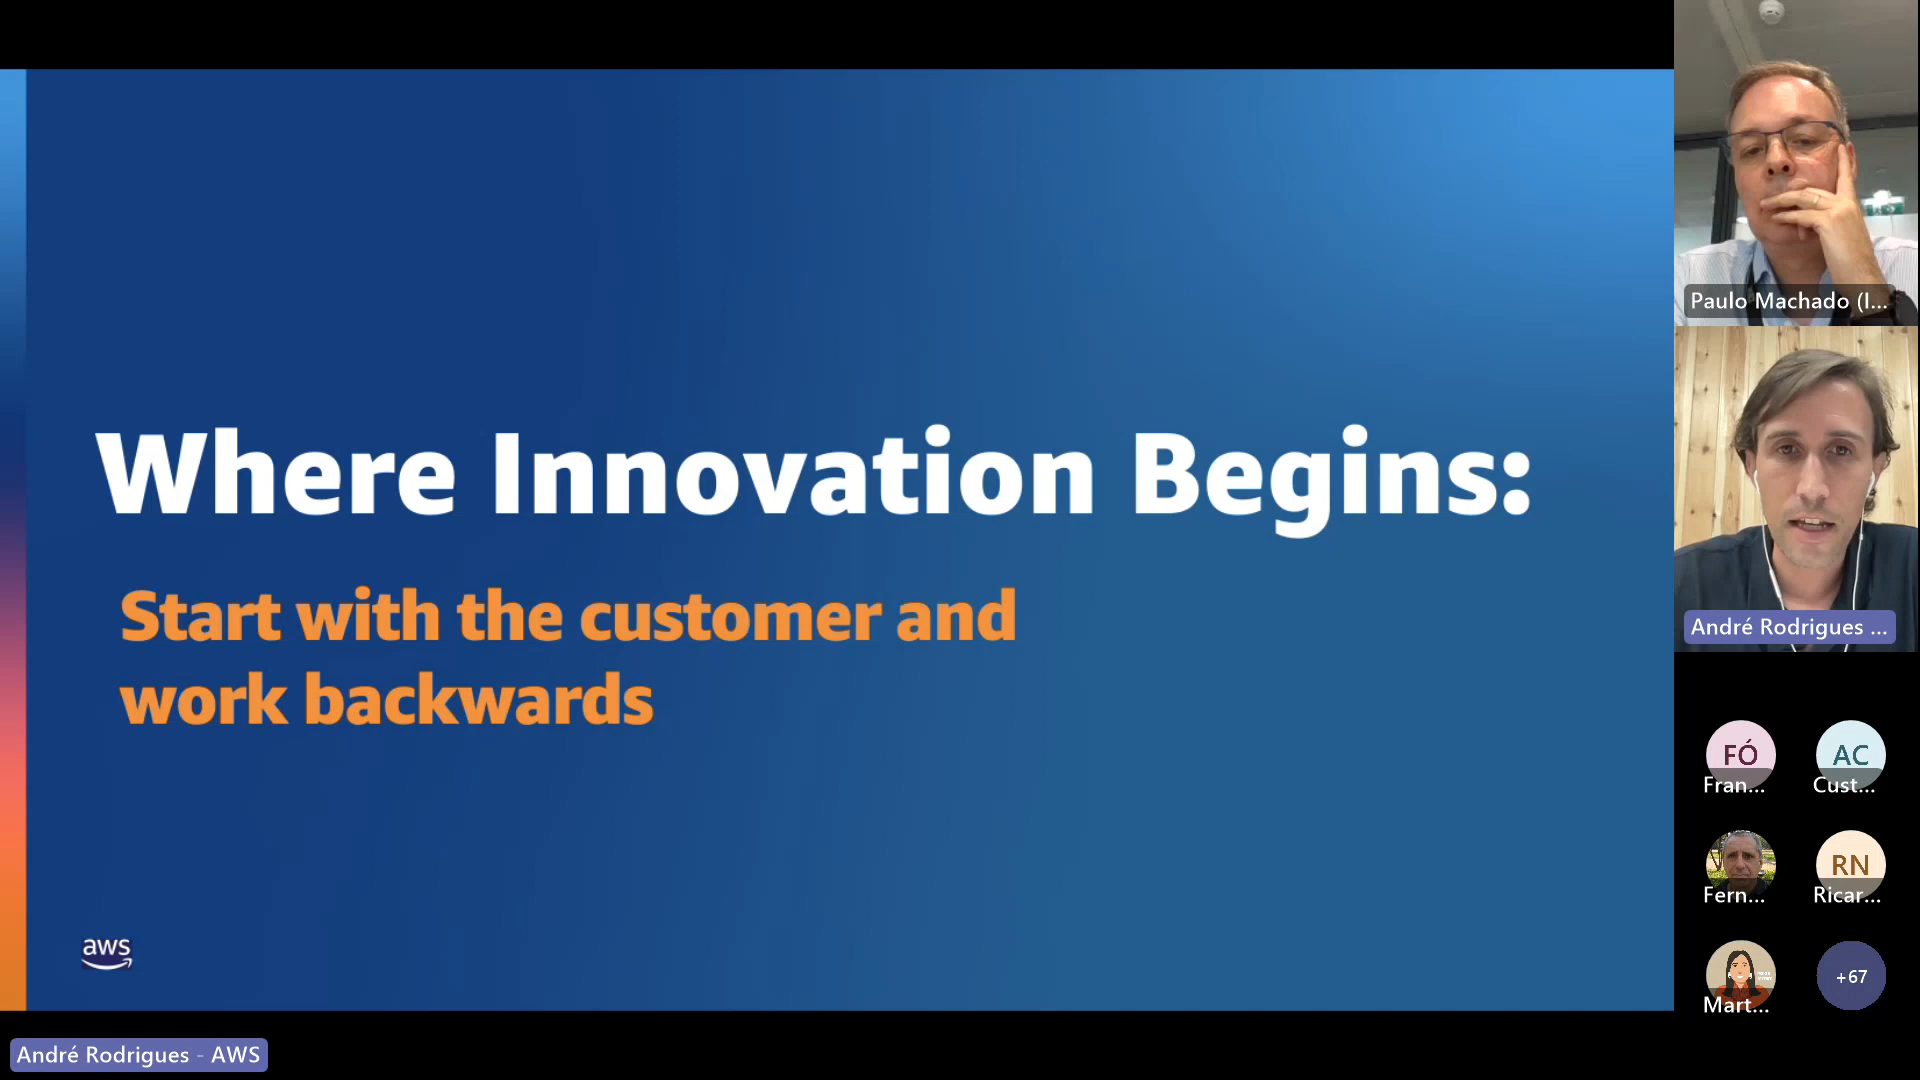 Where Innovation Begins:
Start with the customer and
work backwards
aws
André Rodrigues - AWS
Paulo Machado (I...
André Rodrigues ...
FÓ
Fran...
AC
Cust...
Fern...
RN
Ricar...
Mart...
+67